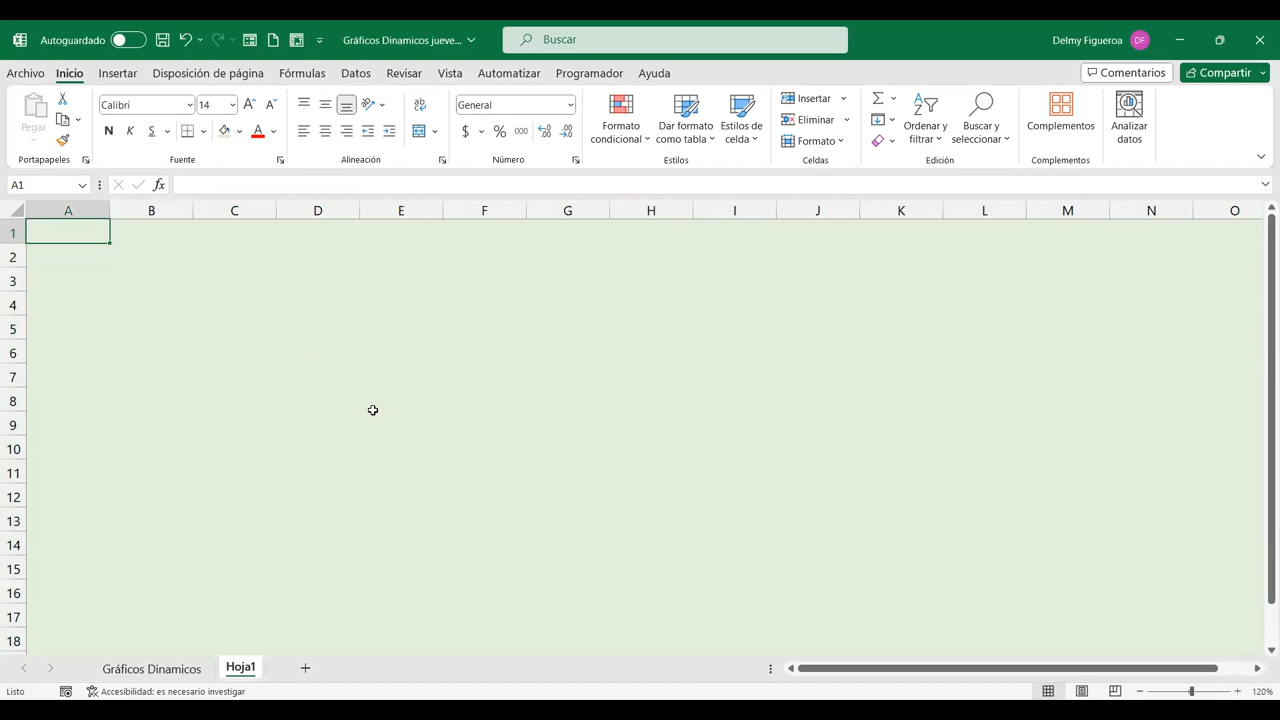 Autoguardado
Gráficos Dinamicos jueve...
Buscar
Delmy Figueroa
DF
Archivo Inicio Insertar Disposición de página Fórmulas Datos Revisar Vista Automatizar Programador Ayuda
Comentarios
Compartir
Pegar
Calibri
14
N K S
General
$ % 000
Formato condicional
Dar formato como tabla
Estilos de celda
Insertar
Eliminar
Formato
Ordenar y filtrar
Buscar y seleccionar
Complementos
Analizar datos
Portapapeles Fuente Alineación Número Estilos Celdas Edición Complementos
A1
fx
A B C D E F G H I J K L M N O
1
2
3
4
5
6
7
8
9
10
11
12
13
14
15
16
17
18
Gráficos Dinamicos Hoja1
Listo
Accesibilidad: es necesario investigar
120%